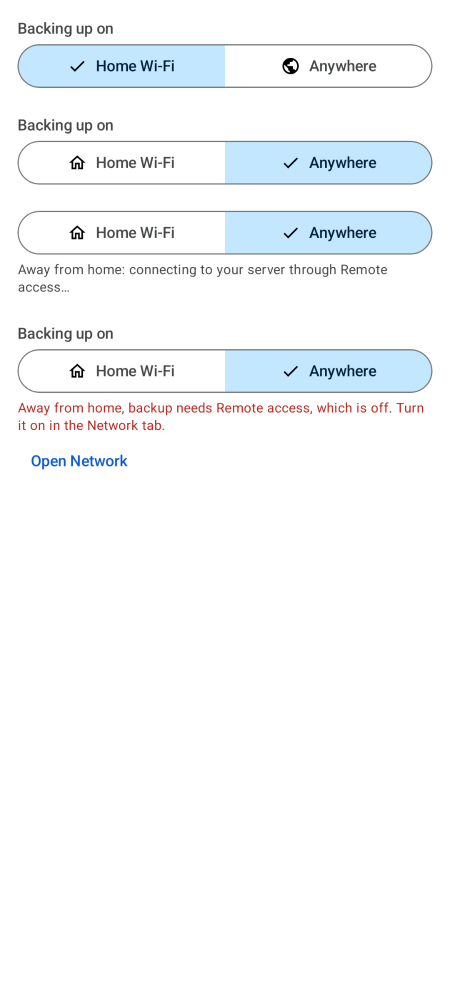 Backing up on
Home Wi-Fi
Anywhere
Backing up on
Home Wi-Fi
Anywhere
Home Wi-Fi
Anywhere
Away from home: connecting to your server through Remote
access…
Backing up on
Home Wi-Fi
Anywhere
Away from home, backup needs Remote access, which is off. Turn
it on in the Network tab.
Open Network